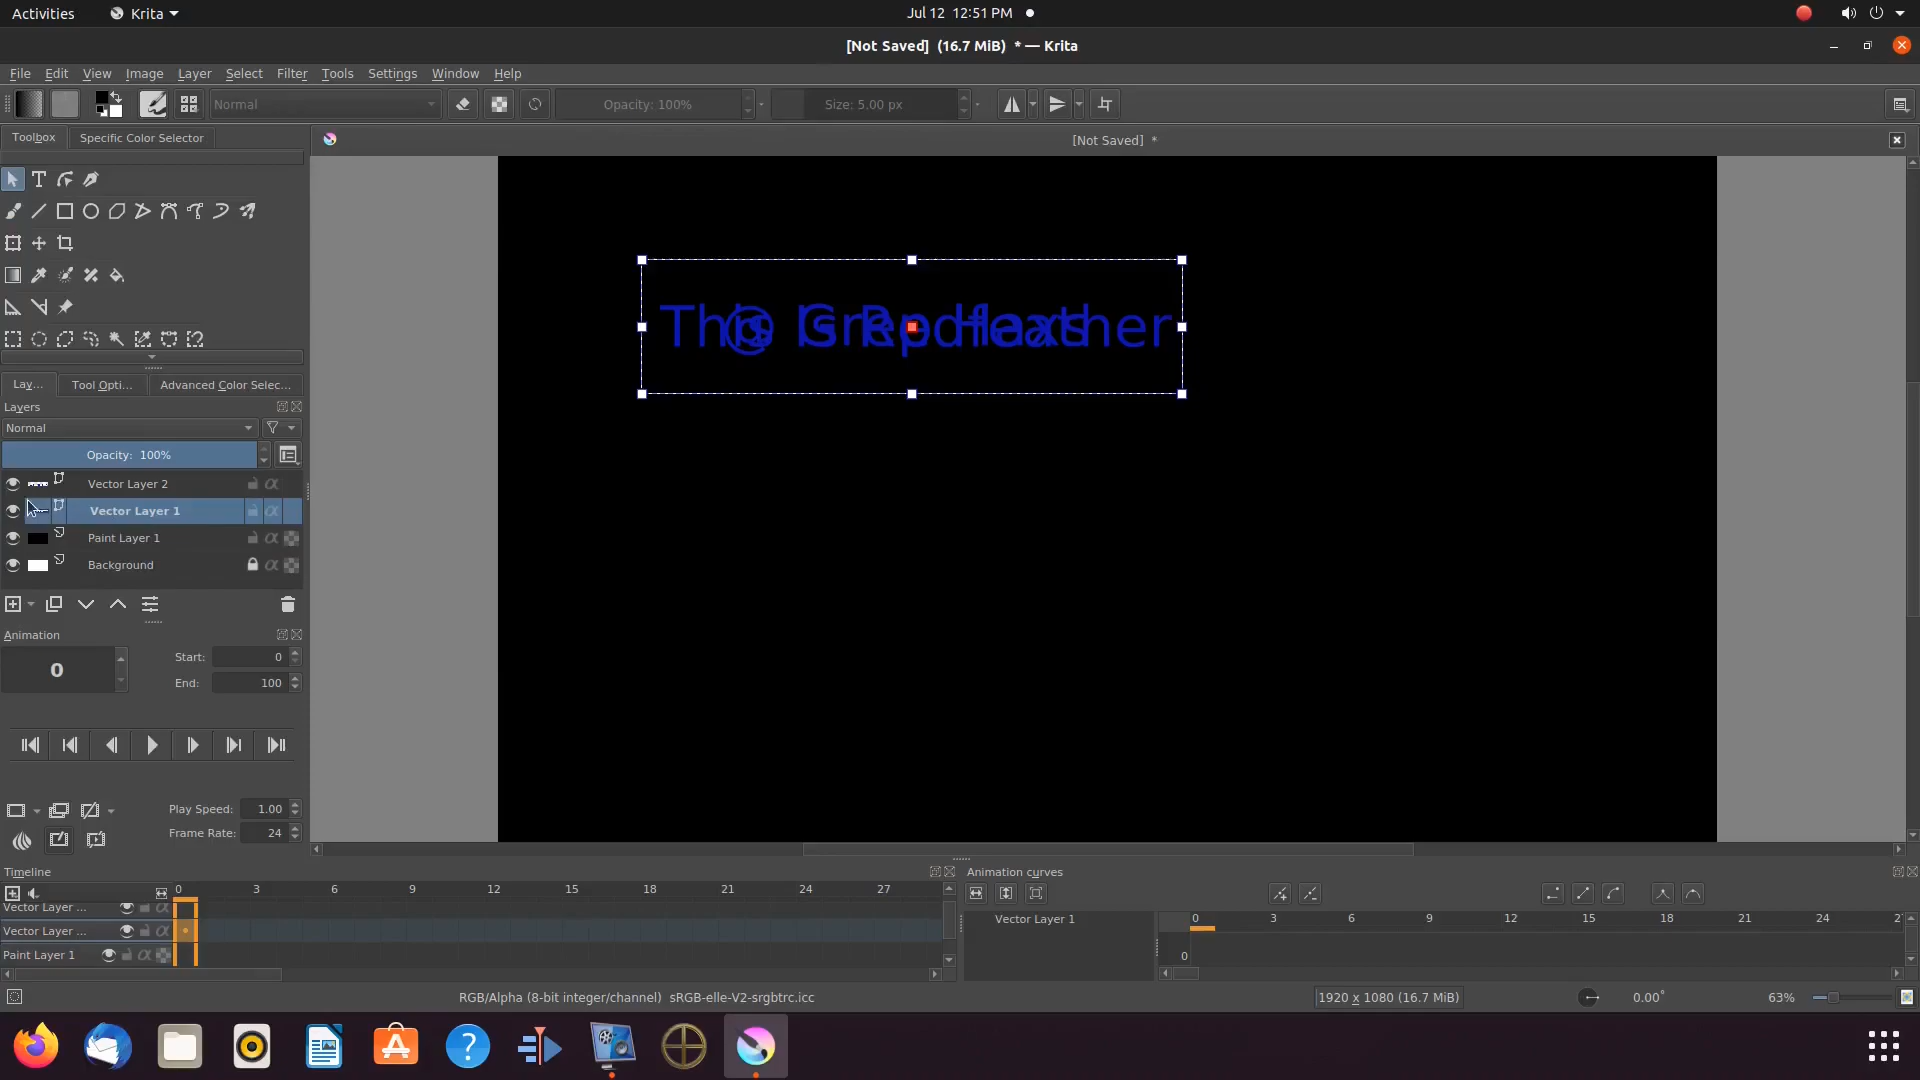 Activities Krita Jul 12 12:51 PM
[Not Saved] (16.7 MiB) * — Krita
File Edit View Image Layer Select Filter Tools Settings Window Help
Normal Opacity: 100% Size: 5.00 px
Toolbox Specific Color Selector
[Not Saved] *
Lay... Tool Opti... Advanced Color Selec...
Layers
Normal
Opacity: 100%
Vector Layer 2
Vector Layer 1
Paint Layer 1
Background
Animation
0 Start: 0
End: 100
Play Speed: 1.00
Frame Rate: 24
Timeline Animation curves
0 3 6 9 12 15 18 21 24 27
Vector Layer ...
Vector Layer ...
Paint Layer 1
Vector Layer 1 0 3 6 9 12 15 18 21 24
0
RGB/Alpha (8-bit integer/channel) sRGB-elle-V2-srgbtrc.icc 1920 x 1080 (16.7 MiB) 0.00° 63%